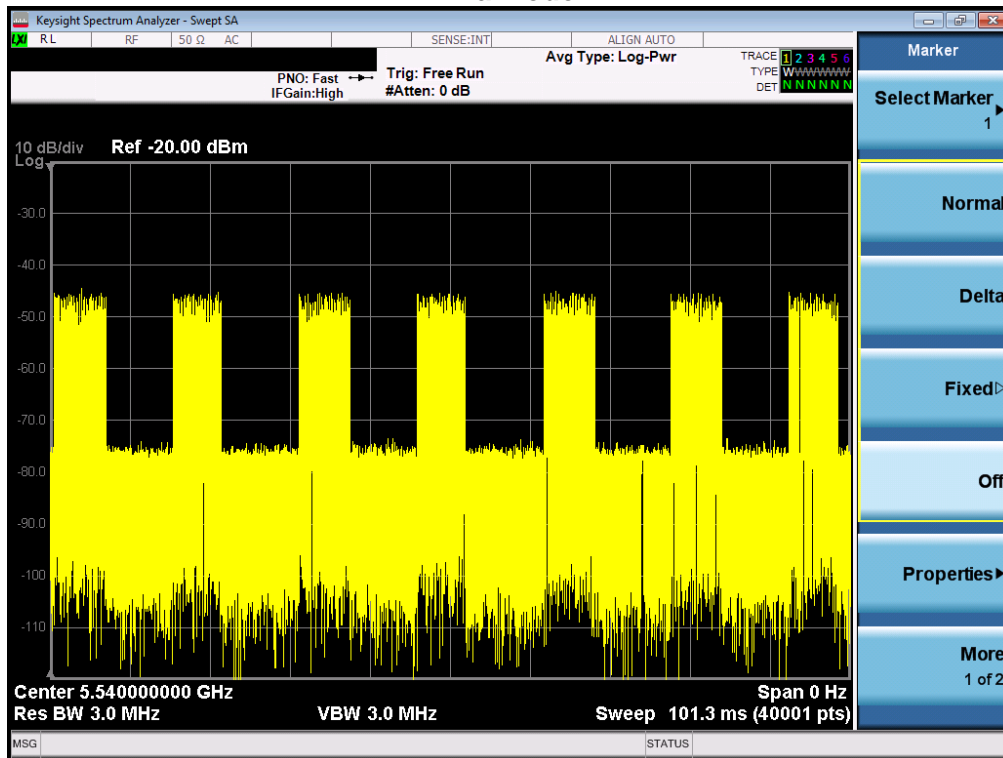 Keysight Spectrum Analyzer - Swept SA
LXI RL RF 50 Ω AC SENSE:INT ALIGN AUTO
Avg Type: Log-Pwr
TRACE 1 2 3 4 5 6
TYPE WWWWWW
DET N N N N N N
PNO: Fast
IFGain:High
Trig: Free Run
#Atten: 0 dB
10 dB/div Ref -20.00 dBm
Log
-30.0
-40.0
-50.0
-60.0
-70.0
-80.0
-90.0
-100
-110
Center 5.540000000 GHz Span 0 Hz
Res BW 3.0 MHz VBW 3.0 MHz Sweep 101.3 ms (40001 pts)
MSG STATUS
Marker
Select Marker
1
Normal
Delta
Fixed
Off
Properties
More
1 of 2